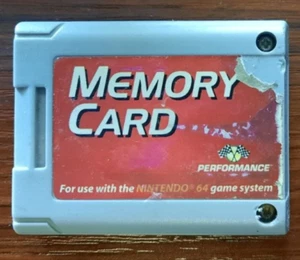 MEMORY
CARD
PERFORMANCE
For use with the NINTENDO® 64 game system